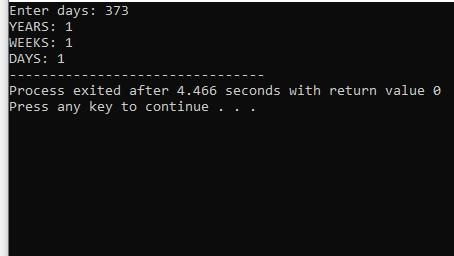 Enter days: 373
YEARS: 1
WEEKS: 1
DAYS: 1
--------------------------------
Process exited after 4.466 seconds with return value 0
Press any key to continue . . .